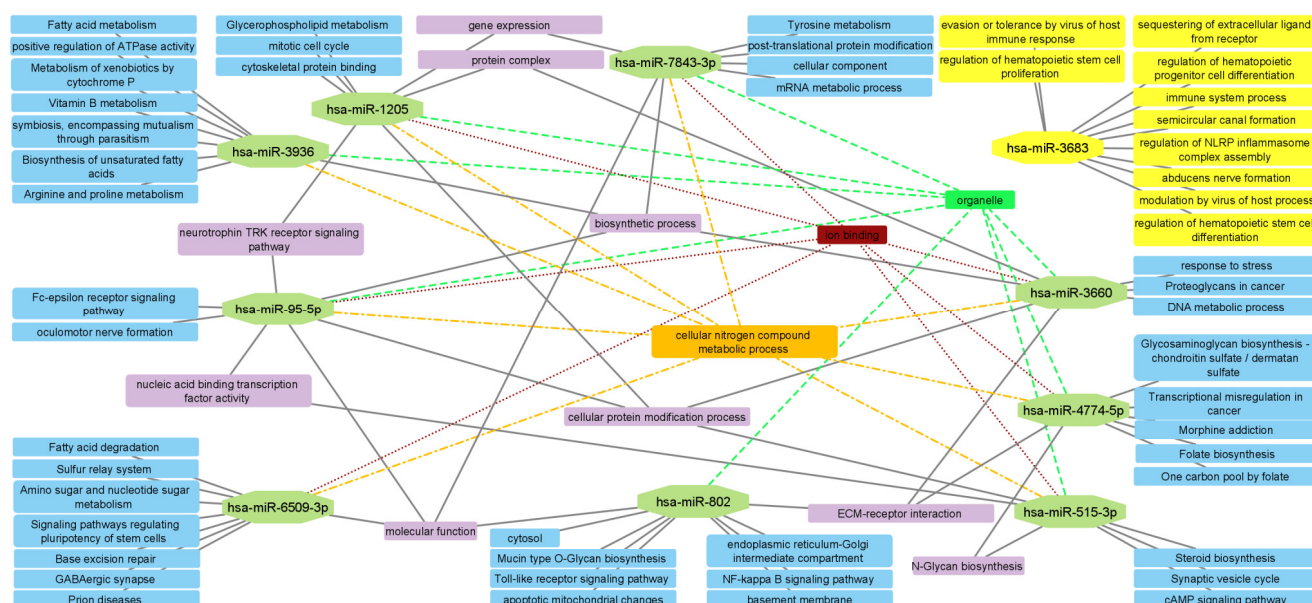 Fatty acid metabolism
positive regulation of ATPase activity
Metabolism of xenobiotics by
cytochrome P
Vitamin B metabolism
symbiosis, encompassing mutualism
through parasitism
Biosynthesis of unsaturated fatty
acids
Arginine and proline metabolism
hsa-miR-3936
Glycerophospholipid metabolism
mitotic cell cycle
cytoskeletal protein binding
hsa-miR-1205
gene expression
protein complex
hsa-miR-7843-3p
Tyrosine metabolism
post-translational protein modification
cellular component
mRNA metabolic process
evasion or tolerance by virus of host
immune response
regulation of hematopoietic stem cell
proliferation
sequestering of extracellular ligand
from receptor
regulation of hematopoietic
progenitor cell differentiation
immune system process
semicircular canal formation
regulation of NLRP inflammasome
complex assembly
abducens nerve formation
modulation by virus of host process
regulation of hematopoietic stem cell
differentiation
hsa-miR-3683
organelle
ion binding
biosynthetic process
neurotrophin TRK receptor signaling
pathway
Fc-epsilon receptor signaling
pathway
oculomotor nerve formation
hsa-miR-95-5p
cellular nitrogen compound
metabolic process
hsa-miR-3660
response to stress
Proteoglycans in cancer
DNA metabolic process
nucleic acid binding transcription
factor activity
cellular protein modification process
hsa-miR-4774-5p
Glycosaminoglycan biosynthesis -
chondroitin sulfate / dermatan
sulfate
Transcriptional misregulation in
cancer
Morphine addiction
Folate biosynthesis
One carbon pool by folate
Fatty acid degradation
Sulfur relay system
Amino sugar and nucleotide sugar
metabolism
Signaling pathways regulating
pluripotency of stem cells
Base excision repair
GABAergic synapse
Prion diseases
hsa-miR-6509-3p
molecular function
hsa-miR-802
ECM-receptor interaction
hsa-miR-515-3p
cytosol
Mucin type O-Glycan biosynthesis
Toll-like receptor signaling pathway
apoptotic mitochondrial changes
endoplasmic reticulum-Golgi
intermediate compartment
NF-kappa B signaling pathway
basement membrane
N-Glycan biosynthesis
Steroid biosynthesis
Synaptic vesicle cycle
cAMP signaling pathway